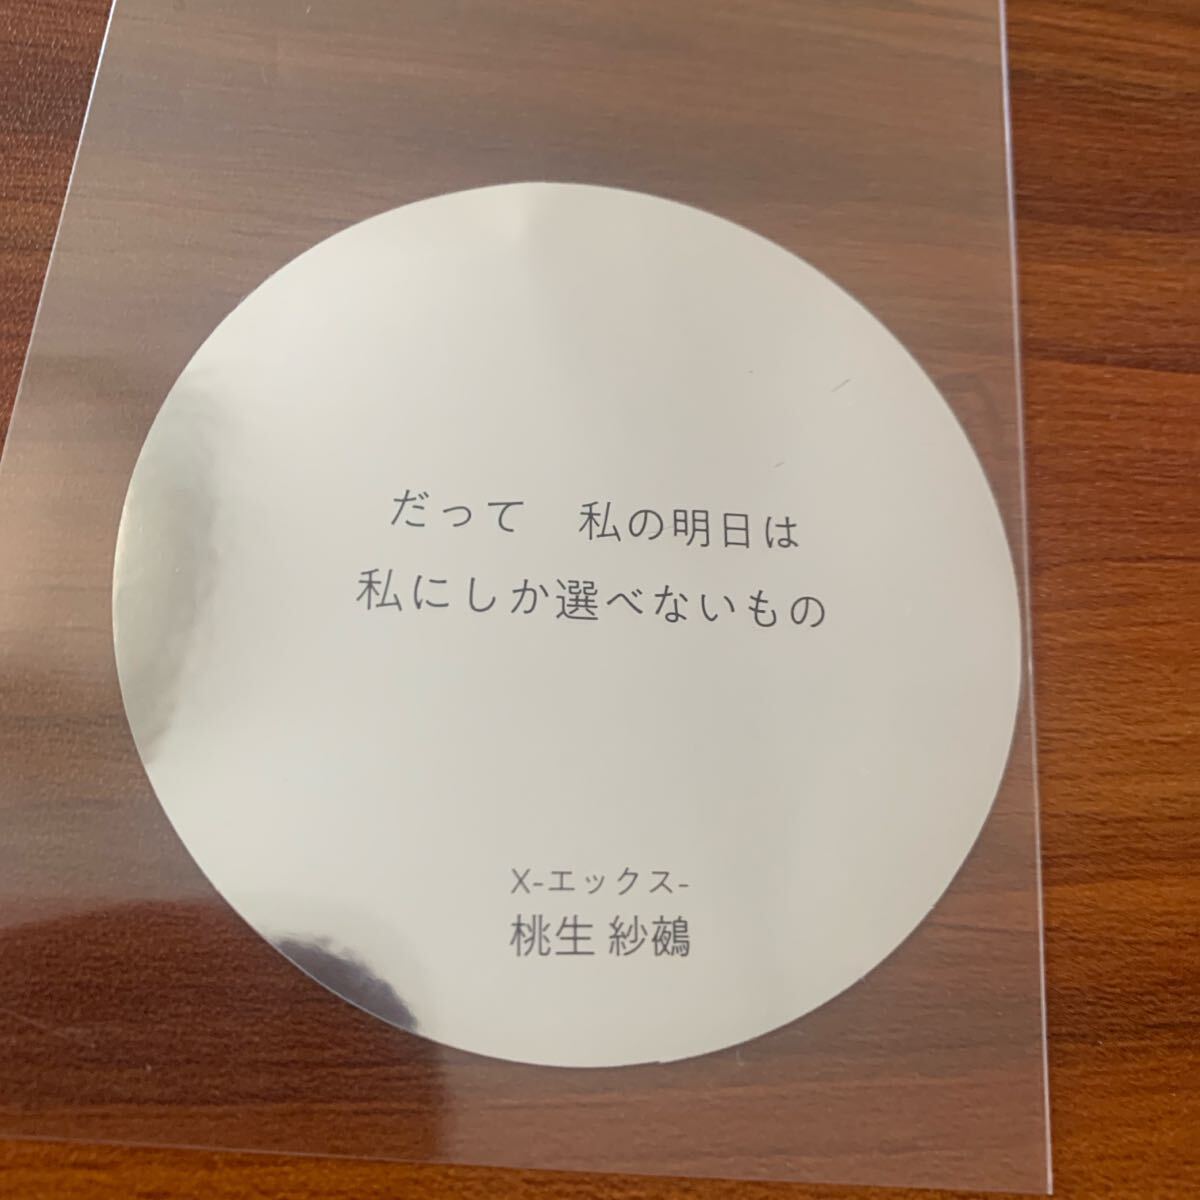 だって　私の明日は
私にしか選べないもの
X-エックス-
桃生 紗鵺